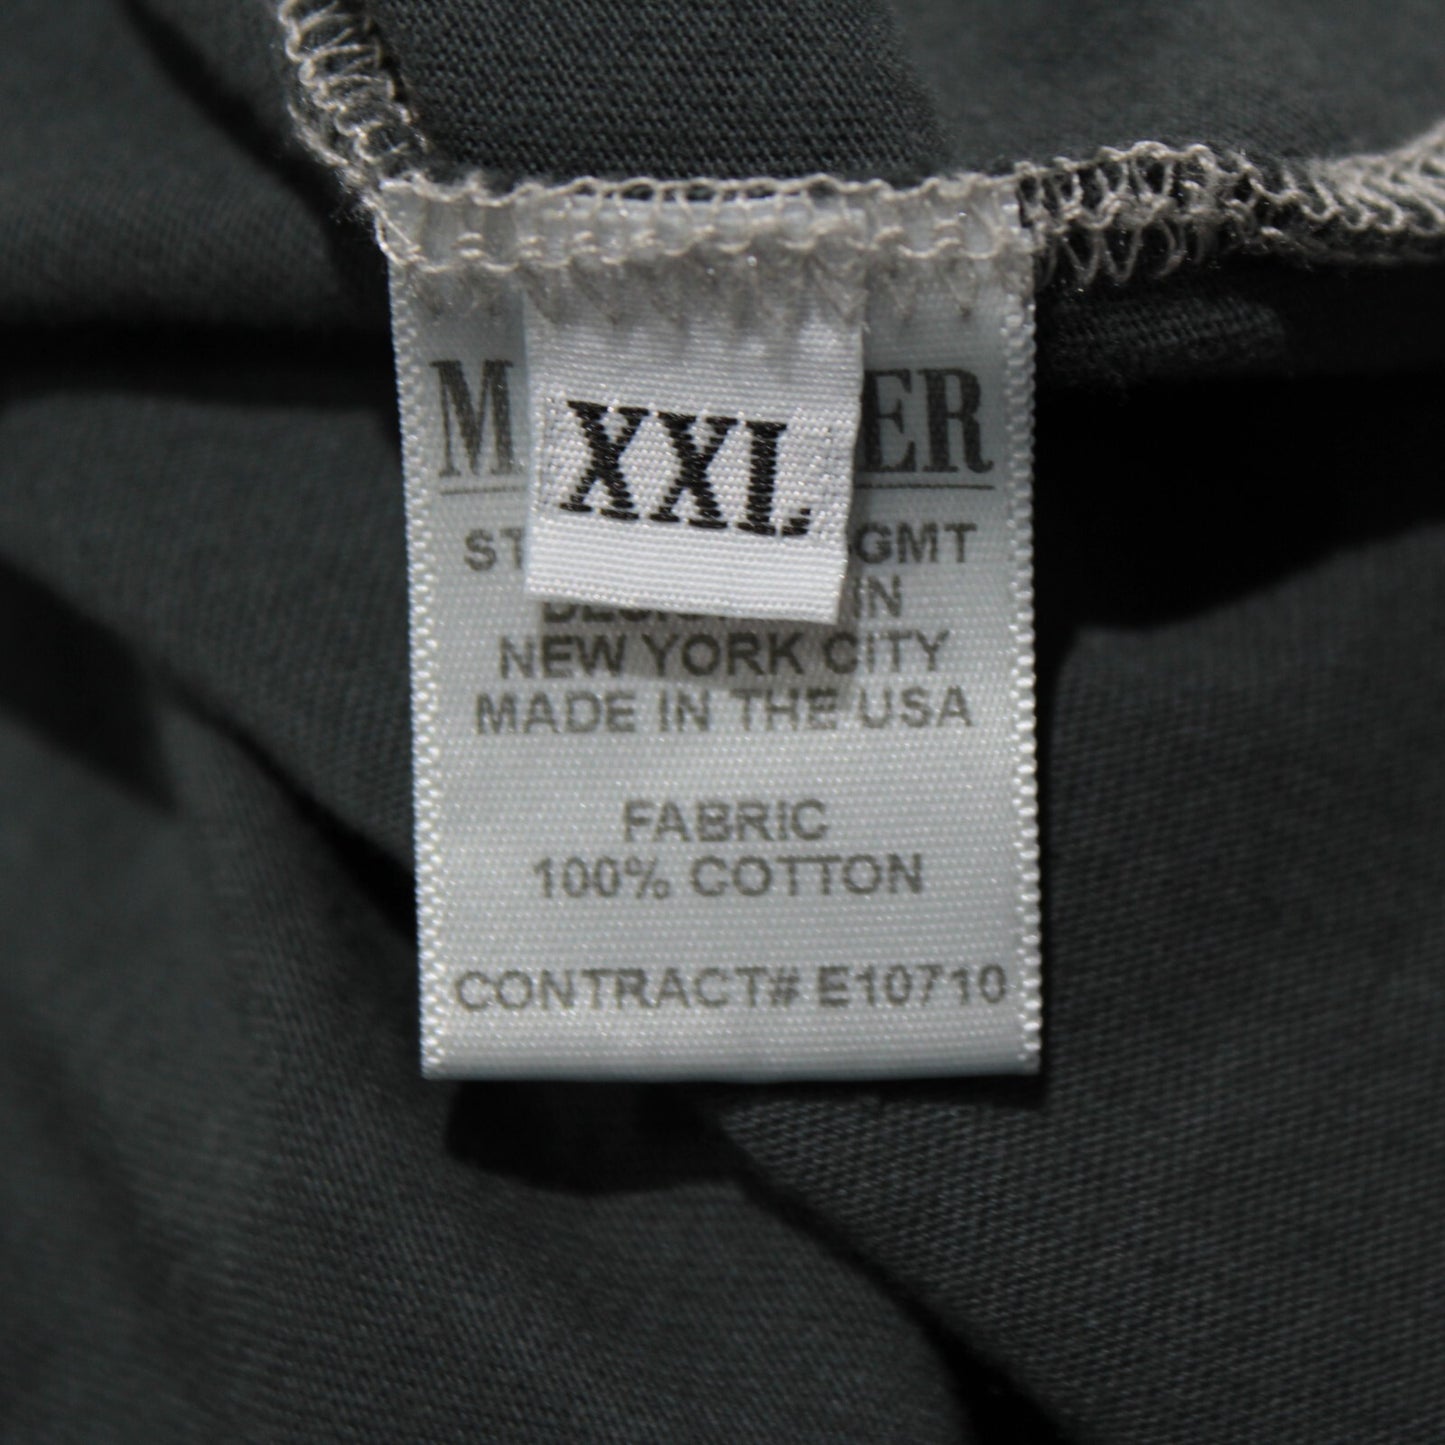 XXL
NEW YORK CITY
MADE IN THE USA
FABRIC
100% COTTON
CONTRACT# E10710